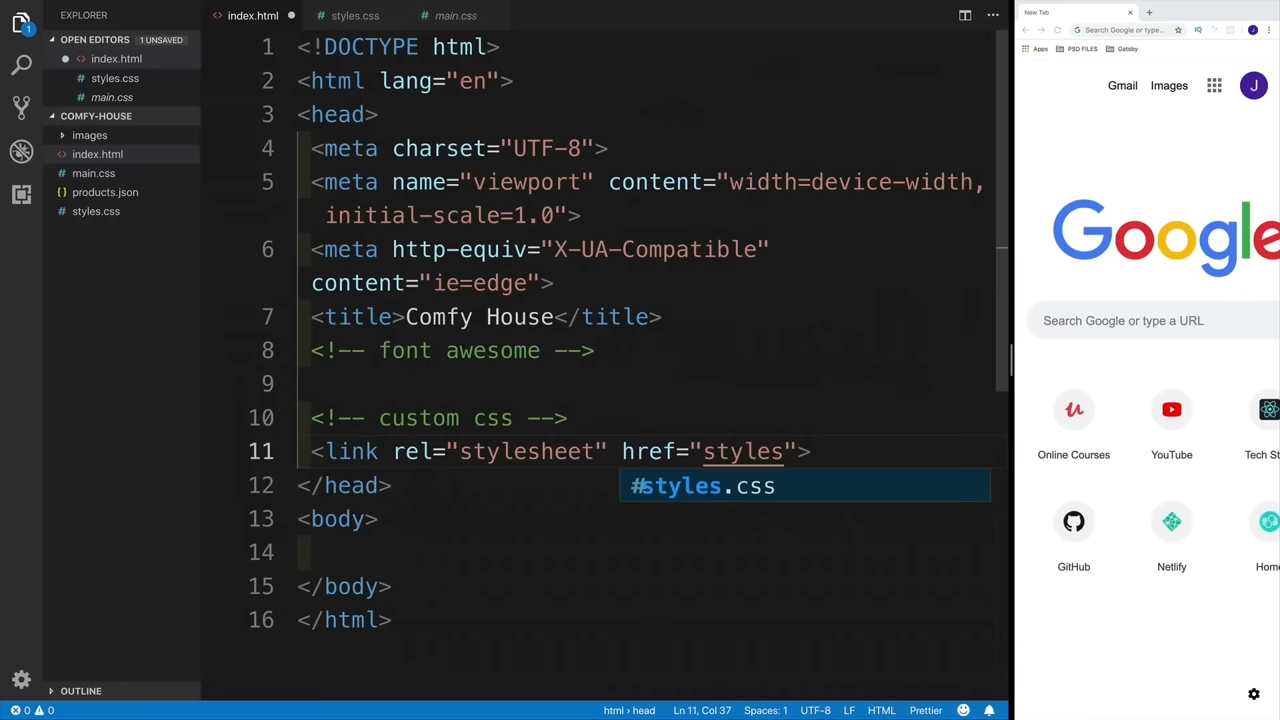 EXPLORER
OPEN EDITORS 1 UNSAVED
index.html
styles.css
main.css
COMFY-HOUSE
images
index.html
main.css
products.json
styles.css
OUTLINE
index.html
styles.css
main.css
1 <!DOCTYPE html>
2 <html lang="en">
3 <head>
4 <meta charset="UTF-8">
5 <meta name="viewport" content="width=device-width,
initial-scale=1.0">
6 <meta http-equiv="X-UA-Compatible"
content="ie=edge">
7 <title>Comfy House</title>
8 <!-- font awesome -->
9
10 <!-- custom css -->
11 <link rel="stylesheet" href="styles">
#styles.css
12 </head>
13 <body>
14
15 </body>
16 </html>
0 0
html › head
Ln 11, Col 37
Spaces: 1
UTF-8
LF
HTML
Prettier
1
New Tab
Search Google or type...
IQ
J
Apps PSD FILES Gatsby
Gmail Images J
Google
Search Google or type a URL
Online Courses YouTube Tech St
GitHub Netlify Home